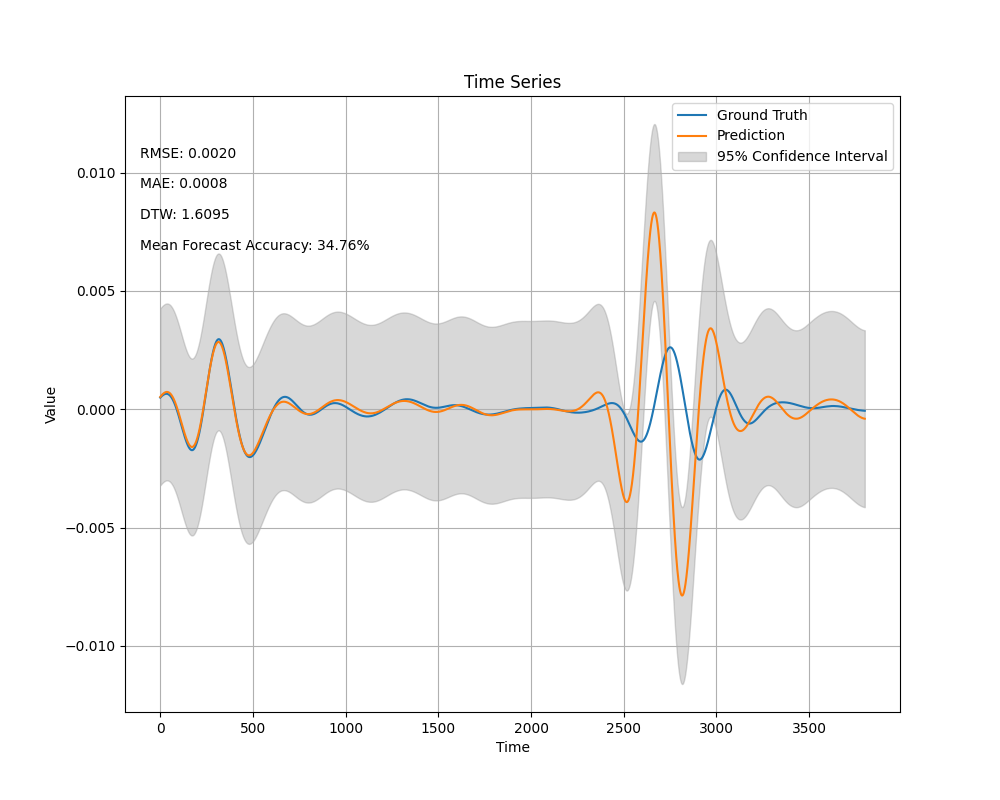 Time Series
Ground Truth
Prediction
95% Confidence Interval
RMSE: 0.0020
MAE: 0.0008
DTW: 1.6095
Mean Forecast Accuracy: 34.76%
0.010
0.005
0.000
−0.005
−0.010
Value
0 500 1000 1500 2000 2500 3000 3500
Time